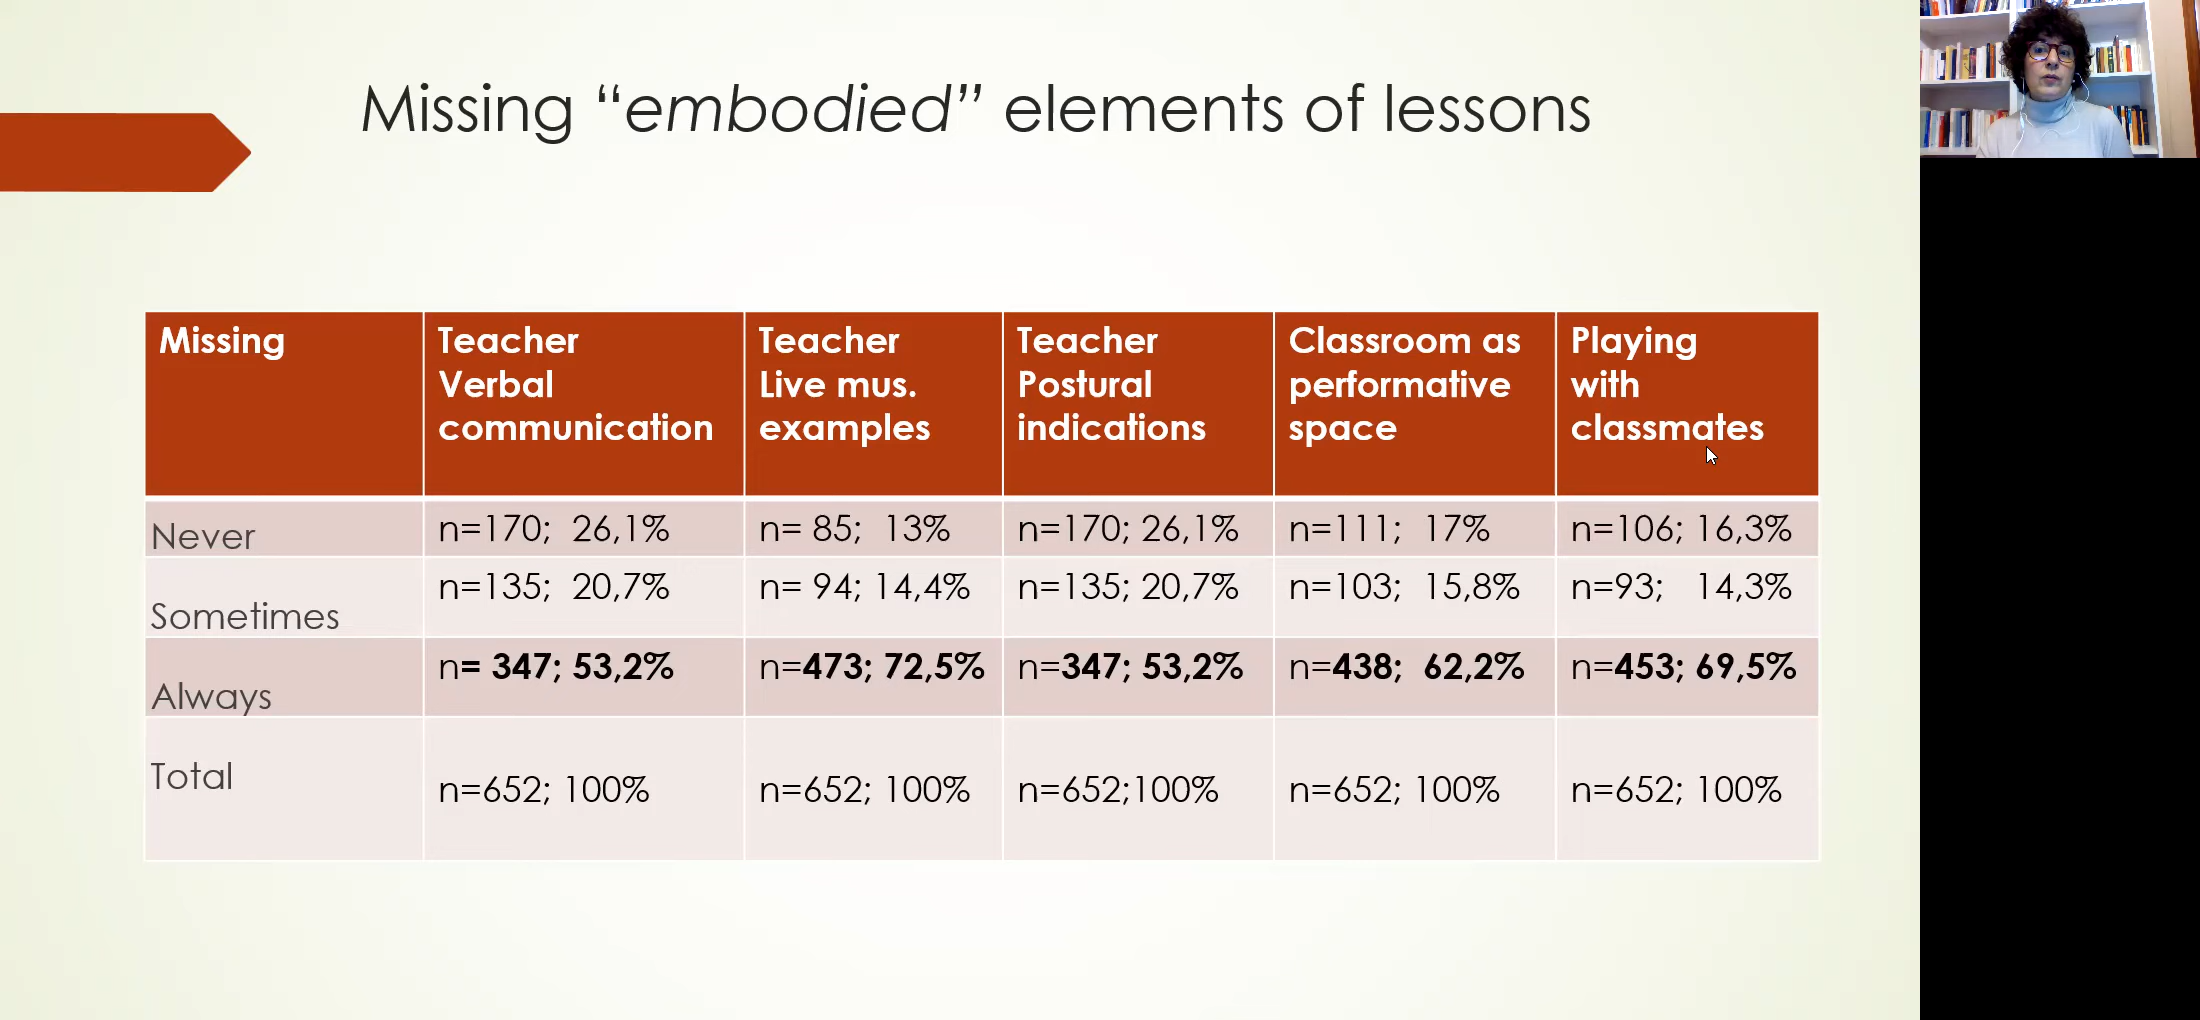 Missing “embodied” elements of lessons
Missing
Teacher
Verbal
communication
Teacher
Live mus.
examples
Teacher
Postural
indications
Classroom as
performative
space
Playing
with
classmates
Never
n=170; 26,1%
n= 85; 13%
n=170; 26,1%
n=111; 17%
n=106; 16,3%
Sometimes
n=135; 20,7%
n= 94; 14,4%
n=135; 20,7%
n=103; 15,8%
n=93; 14,3%
Always
n= 347; 53,2%
n=473; 72,5%
n=347; 53,2%
n=438; 62,2%
n=453; 69,5%
Total
n=652; 100%
n=652; 100%
n=652;100%
n=652; 100%
n=652; 100%